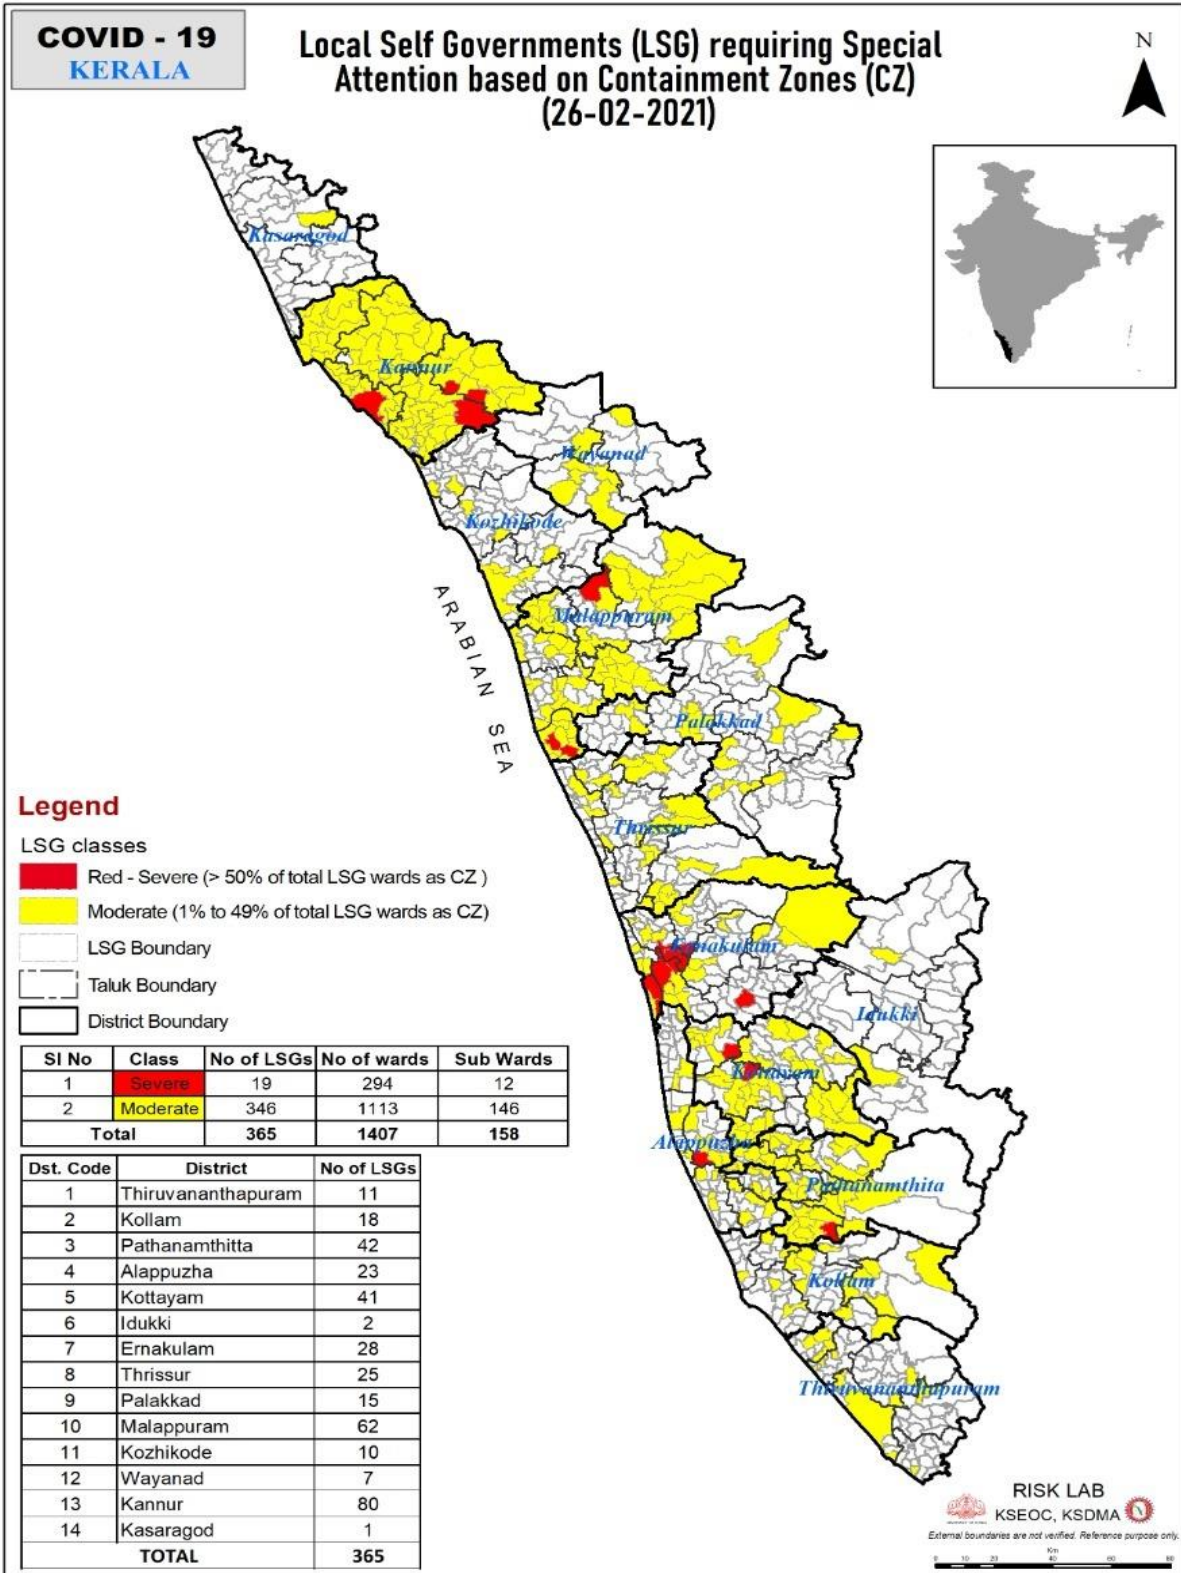 COVID - 19
KERALA
Local Self Governments (LSG) requiring Special
Attention based on Containment Zones (CZ)
(26-02-2021)
N
Kasaragod
Kannur
Wayanad
Kozhikode
Malappuram
ARABIAN SEA
Palakkad
Thrissur
Ernakulam
Idukki
Kottayam
Alappuzha
Pathanamthita
Kollam
Thiruvananthapuram
Legend
LSG classes
Red - Severe (> 50% of total LSG wards as CZ )
Moderate (1% to 49% of total LSG wards as CZ)
LSG Boundary
Taluk Boundary
District Boundary
Sl No Class No of LSGs No of wards Sub Wards
1 Severe 19 294 12
2 Moderate 346 1113 146
Total 365 1407 158
Dst. Code District No of LSGs
1 Thiruvananthapuram 11
2 Kollam 18
3 Pathanamthitta 42
4 Alappuzha 23
5 Kottayam 41
6 Idukki 2
7 Ernakulam 28
8 Thrissur 25
9 Palakkad 15
10 Malappuram 62
11 Kozhikode 10
12 Wayanad 7
13 Kannur 80
14 Kasaragod 1
TOTAL 365
RISK LAB
KSEOC, KSDMA
External boundaries are not verified. Reference purpose only.
Km
0 10 20 40 60 80